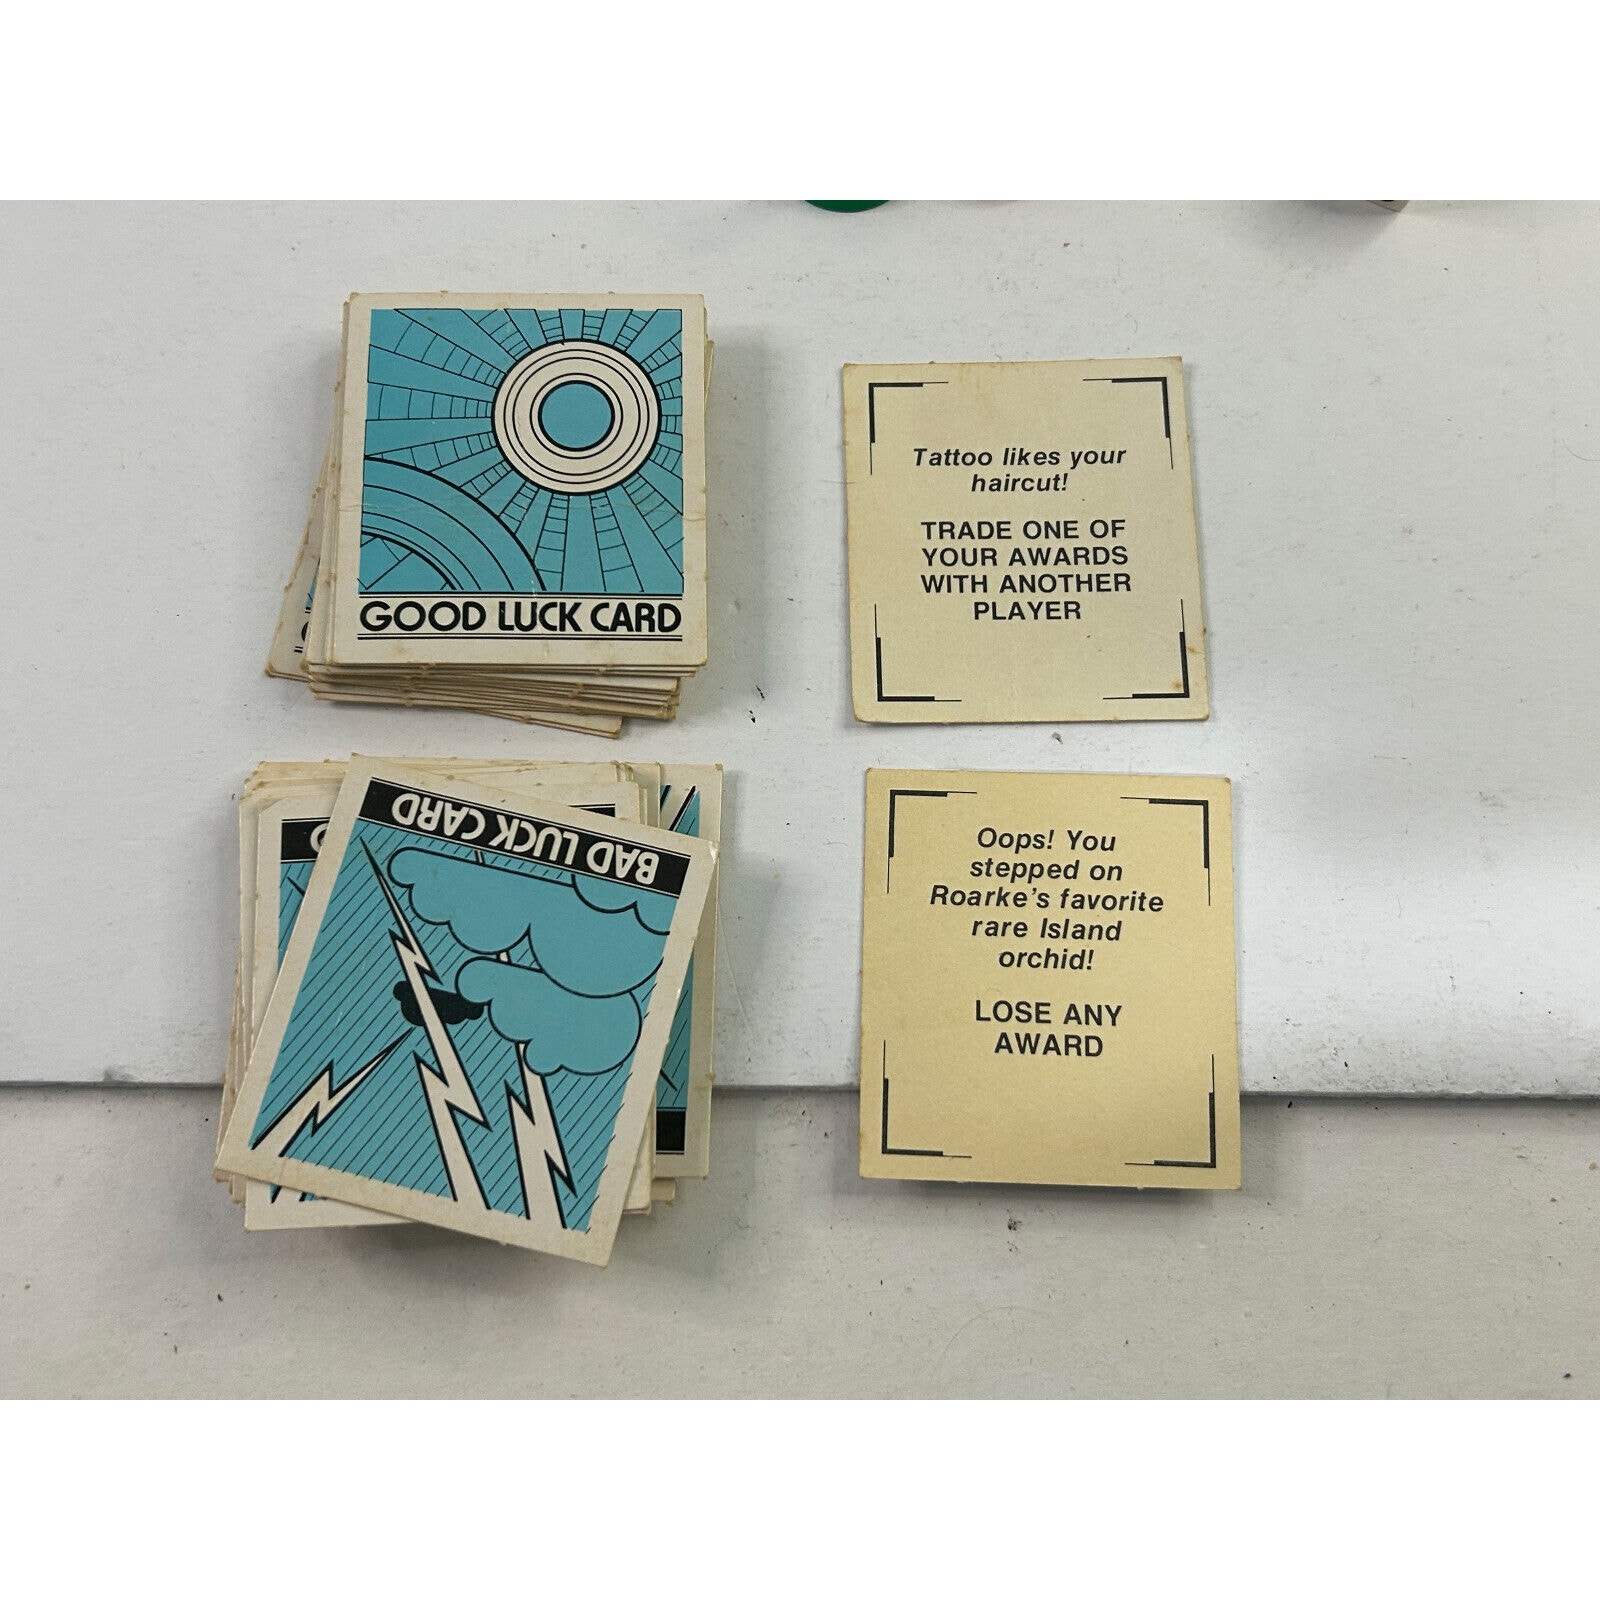 GOOD LUCK CARD
Tattoo likes your
haircut!
TRADE ONE OF
YOUR AWARDS
WITH ANOTHER
PLAYER
BAD LUCK CARD
Oops! You
stepped on
Roarke's favorite
rare Island
orchid!
LOSE ANY
AWARD